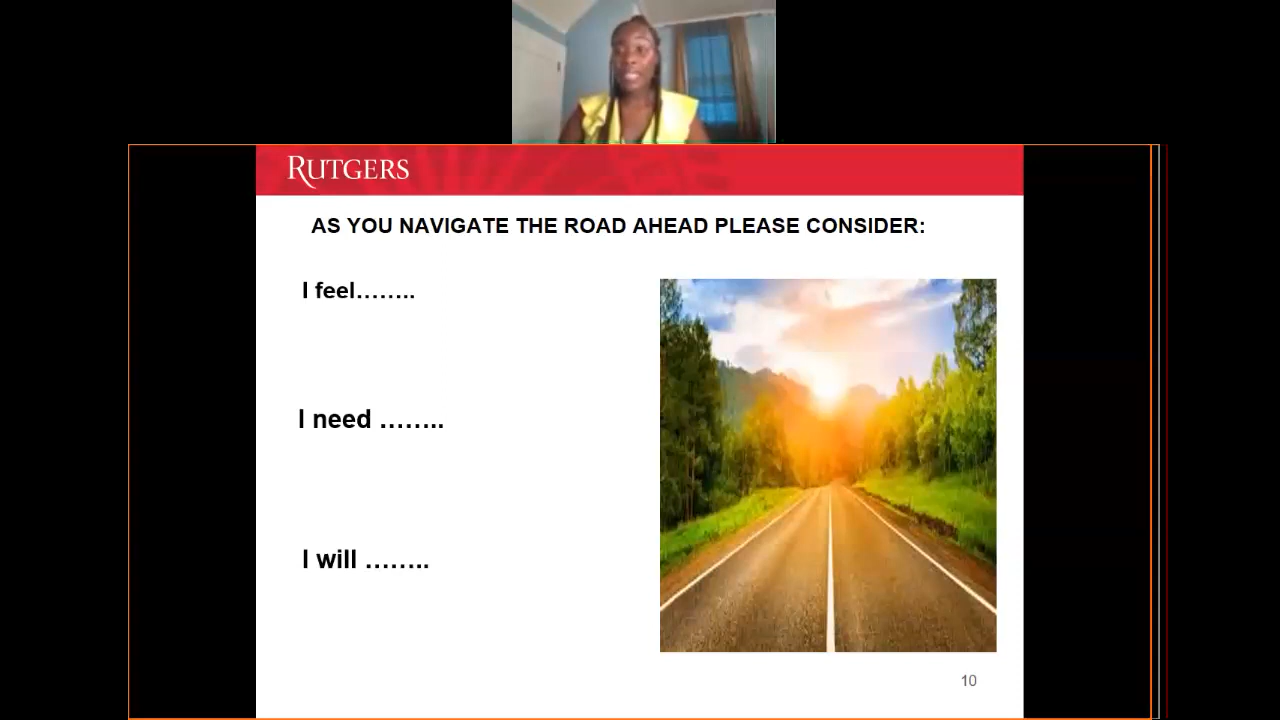 RUTGERS
AS YOU NAVIGATE THE ROAD AHEAD PLEASE CONSIDER:
I feel……..
I need ……..
I will ……..
10